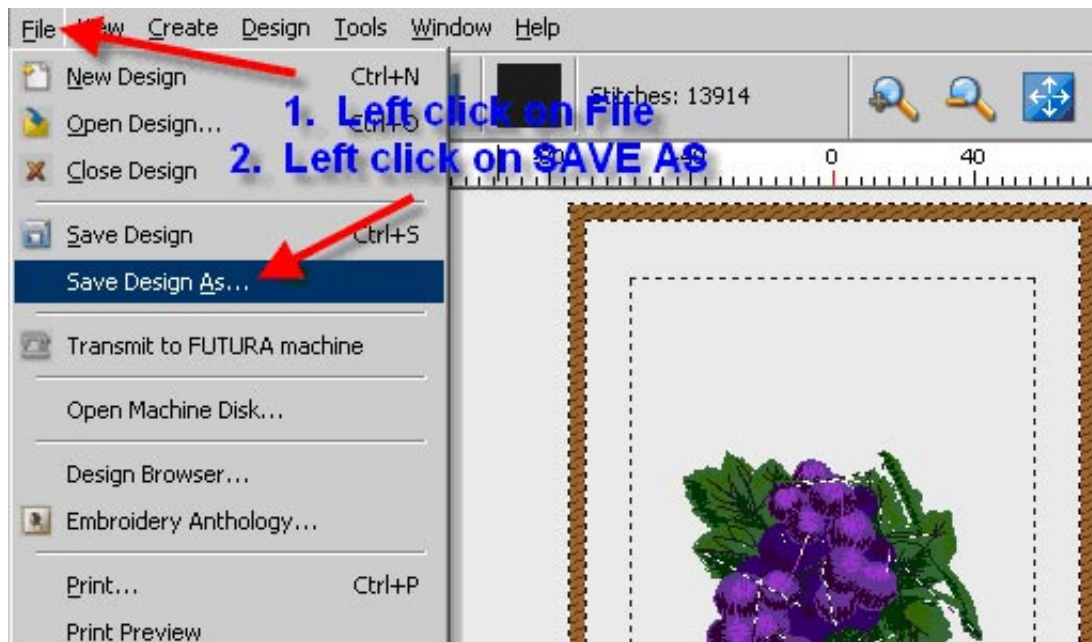 File View Create Design Tools Window Help
New Design Ctrl+N
Stitches: 13914
1. Left click on File
Open Design... Ctrl+O
2. Left click on SAVE AS
Close Design
0 40
Save Design Ctrl+S
Save Design As...
Transmit to FUTURA machine
Open Machine Disk...
Design Browser...
Embroidery Anthology...
Print... Ctrl+P
Print Preview